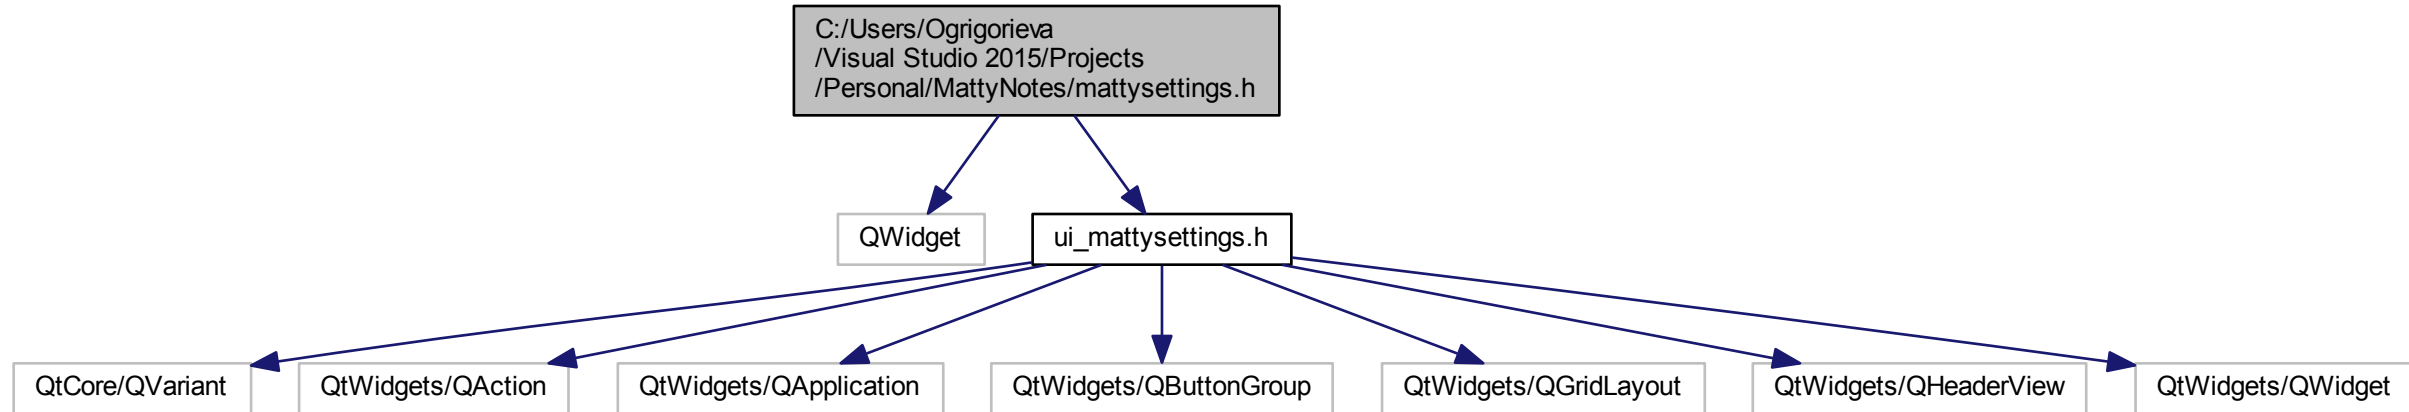 C:/Users/Ogrigorieva
/Visual Studio 2015/Projects
/Personal/MattyNotes/mattysettings.h
QWidget
ui_mattysettings.h
QtCore/QVariant
QtWidgets/QAction
QtWidgets/QApplication
QtWidgets/QButtonGroup
QtWidgets/QGridLayout
QtWidgets/QHeaderView
QtWidgets/QWidget